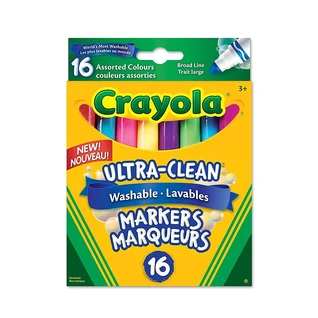 World's Most Washable
Les plus lavables au monde
16 Assorted Colours
couleurs assorties
Broad Line
Trait large
Crayola
3+
NEW!
NOUVEAU!
ULTRA-CLEAN
Washable • Lavables
MARKERS
MARQUEURS
16